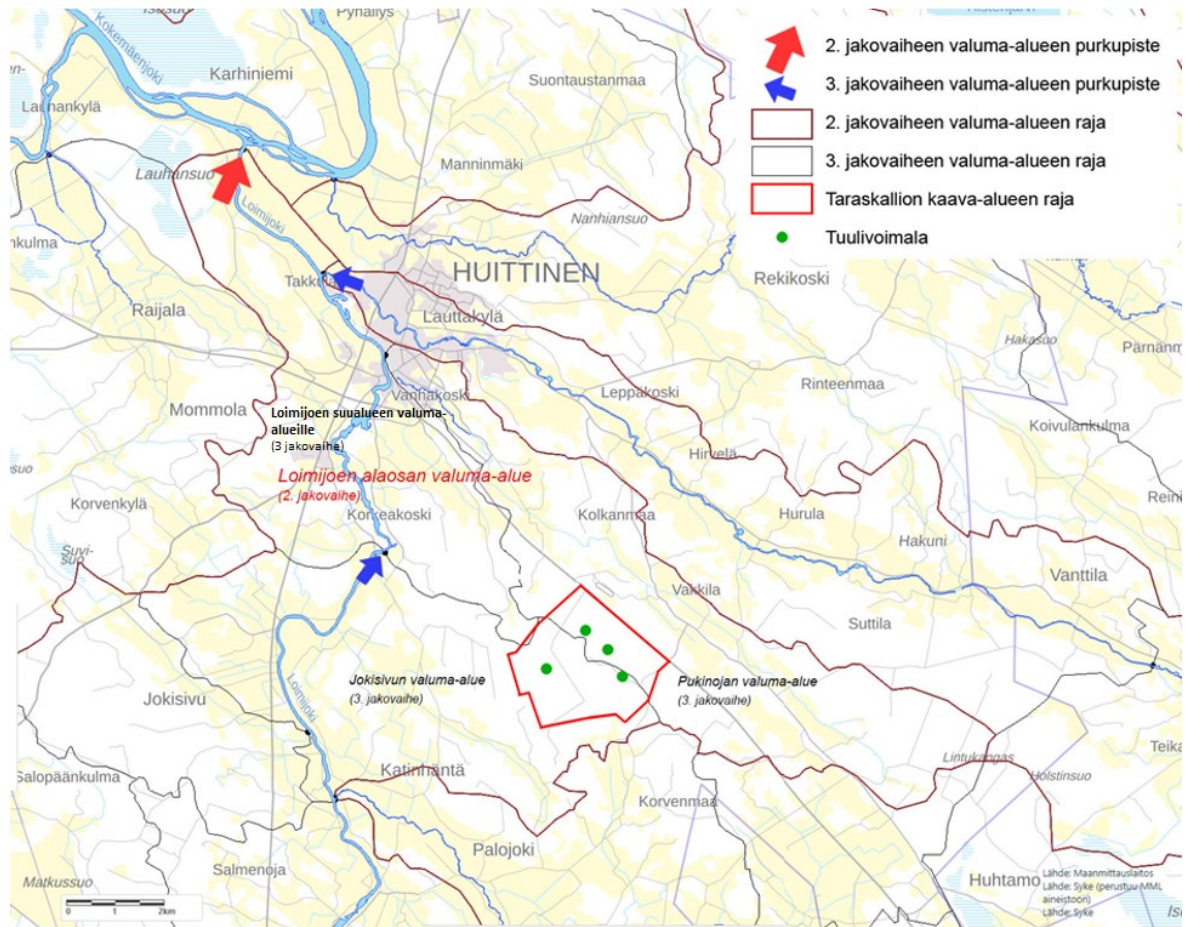 Pyhäilys
Kokemäenjoki
Karhiniemi
Suontaustanmaa
Launankylä
Manninmäki
Lauhansuo
Nanhiansuo
Loimijoki
HUITTINEN
Rekikoski
Raijala
Lauttakylä
Hakasuo
Leppäkoski
Rinteenmaa
Vanhakoski
Mommola
Koivulankulma
Loimijoen suualueen valuma-
alueille
(3 jakovaihe)
Hirvelä
Loimijoen alaosan valuma-alue
(2. jakovaihe)
Korvenkylä
Korkeakoski
Kolkanmaa
Hurula
Hakuni
Vanttila
Vakkila
Suttila
Jokisivun valuma-alue
(3. jakovaihe)
Pukinojan valuma-alue
(3. jakovaihe)
Jokisivu
Loimijoki
Lintukangas
Holstinsuo
Salopäänkulma
Katinhäntä
Korvenmaa
Palojoki
Salmenoja
Matkussuo
Huhtamo
0 1 2km
2. jakovaiheen valuma-alueen purkupiste
3. jakovaiheen valuma-alueen purkupiste
2. jakovaiheen valuma-alueen raja
3. jakovaiheen valuma-alueen raja
Taraskallion kaava-alueen raja
Tuulivoimala
Lähde: Maanmittauslaitos
Lähde: Syke (perustuu MML
aineistoon)
Lähde: Syke